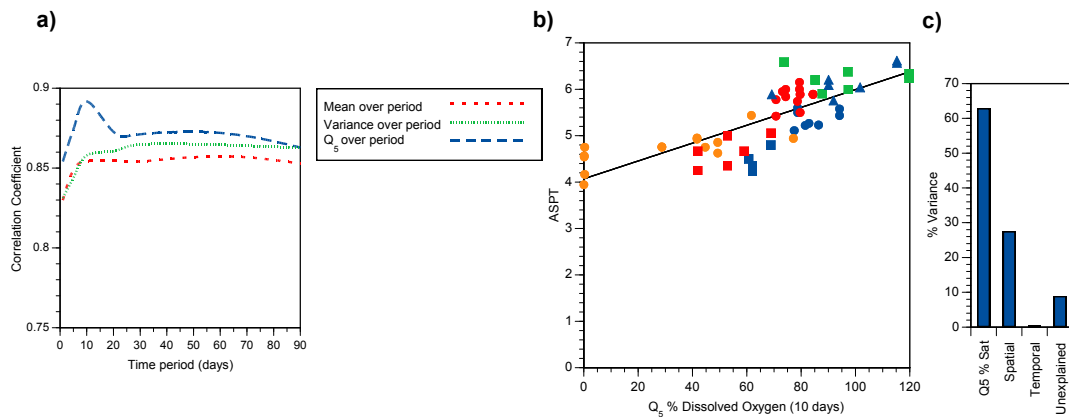 a)
0.9
0.85
0.8
0.75
0 10 20 30 40 50 60 70 80 90
Correlation Coefficient
Time period (days)
Mean over period
Variance over period
Q5 over period
b)
7
6
5
4
3
2
1
0
0 20 40 60 80 100 120
ASPT
Q5 % Dissolved Oxygen (10 days)
c)
70
60
50
40
30
20
10
0
% Variance
Q5 % Sat
Spatial
Temporal
Unexplained